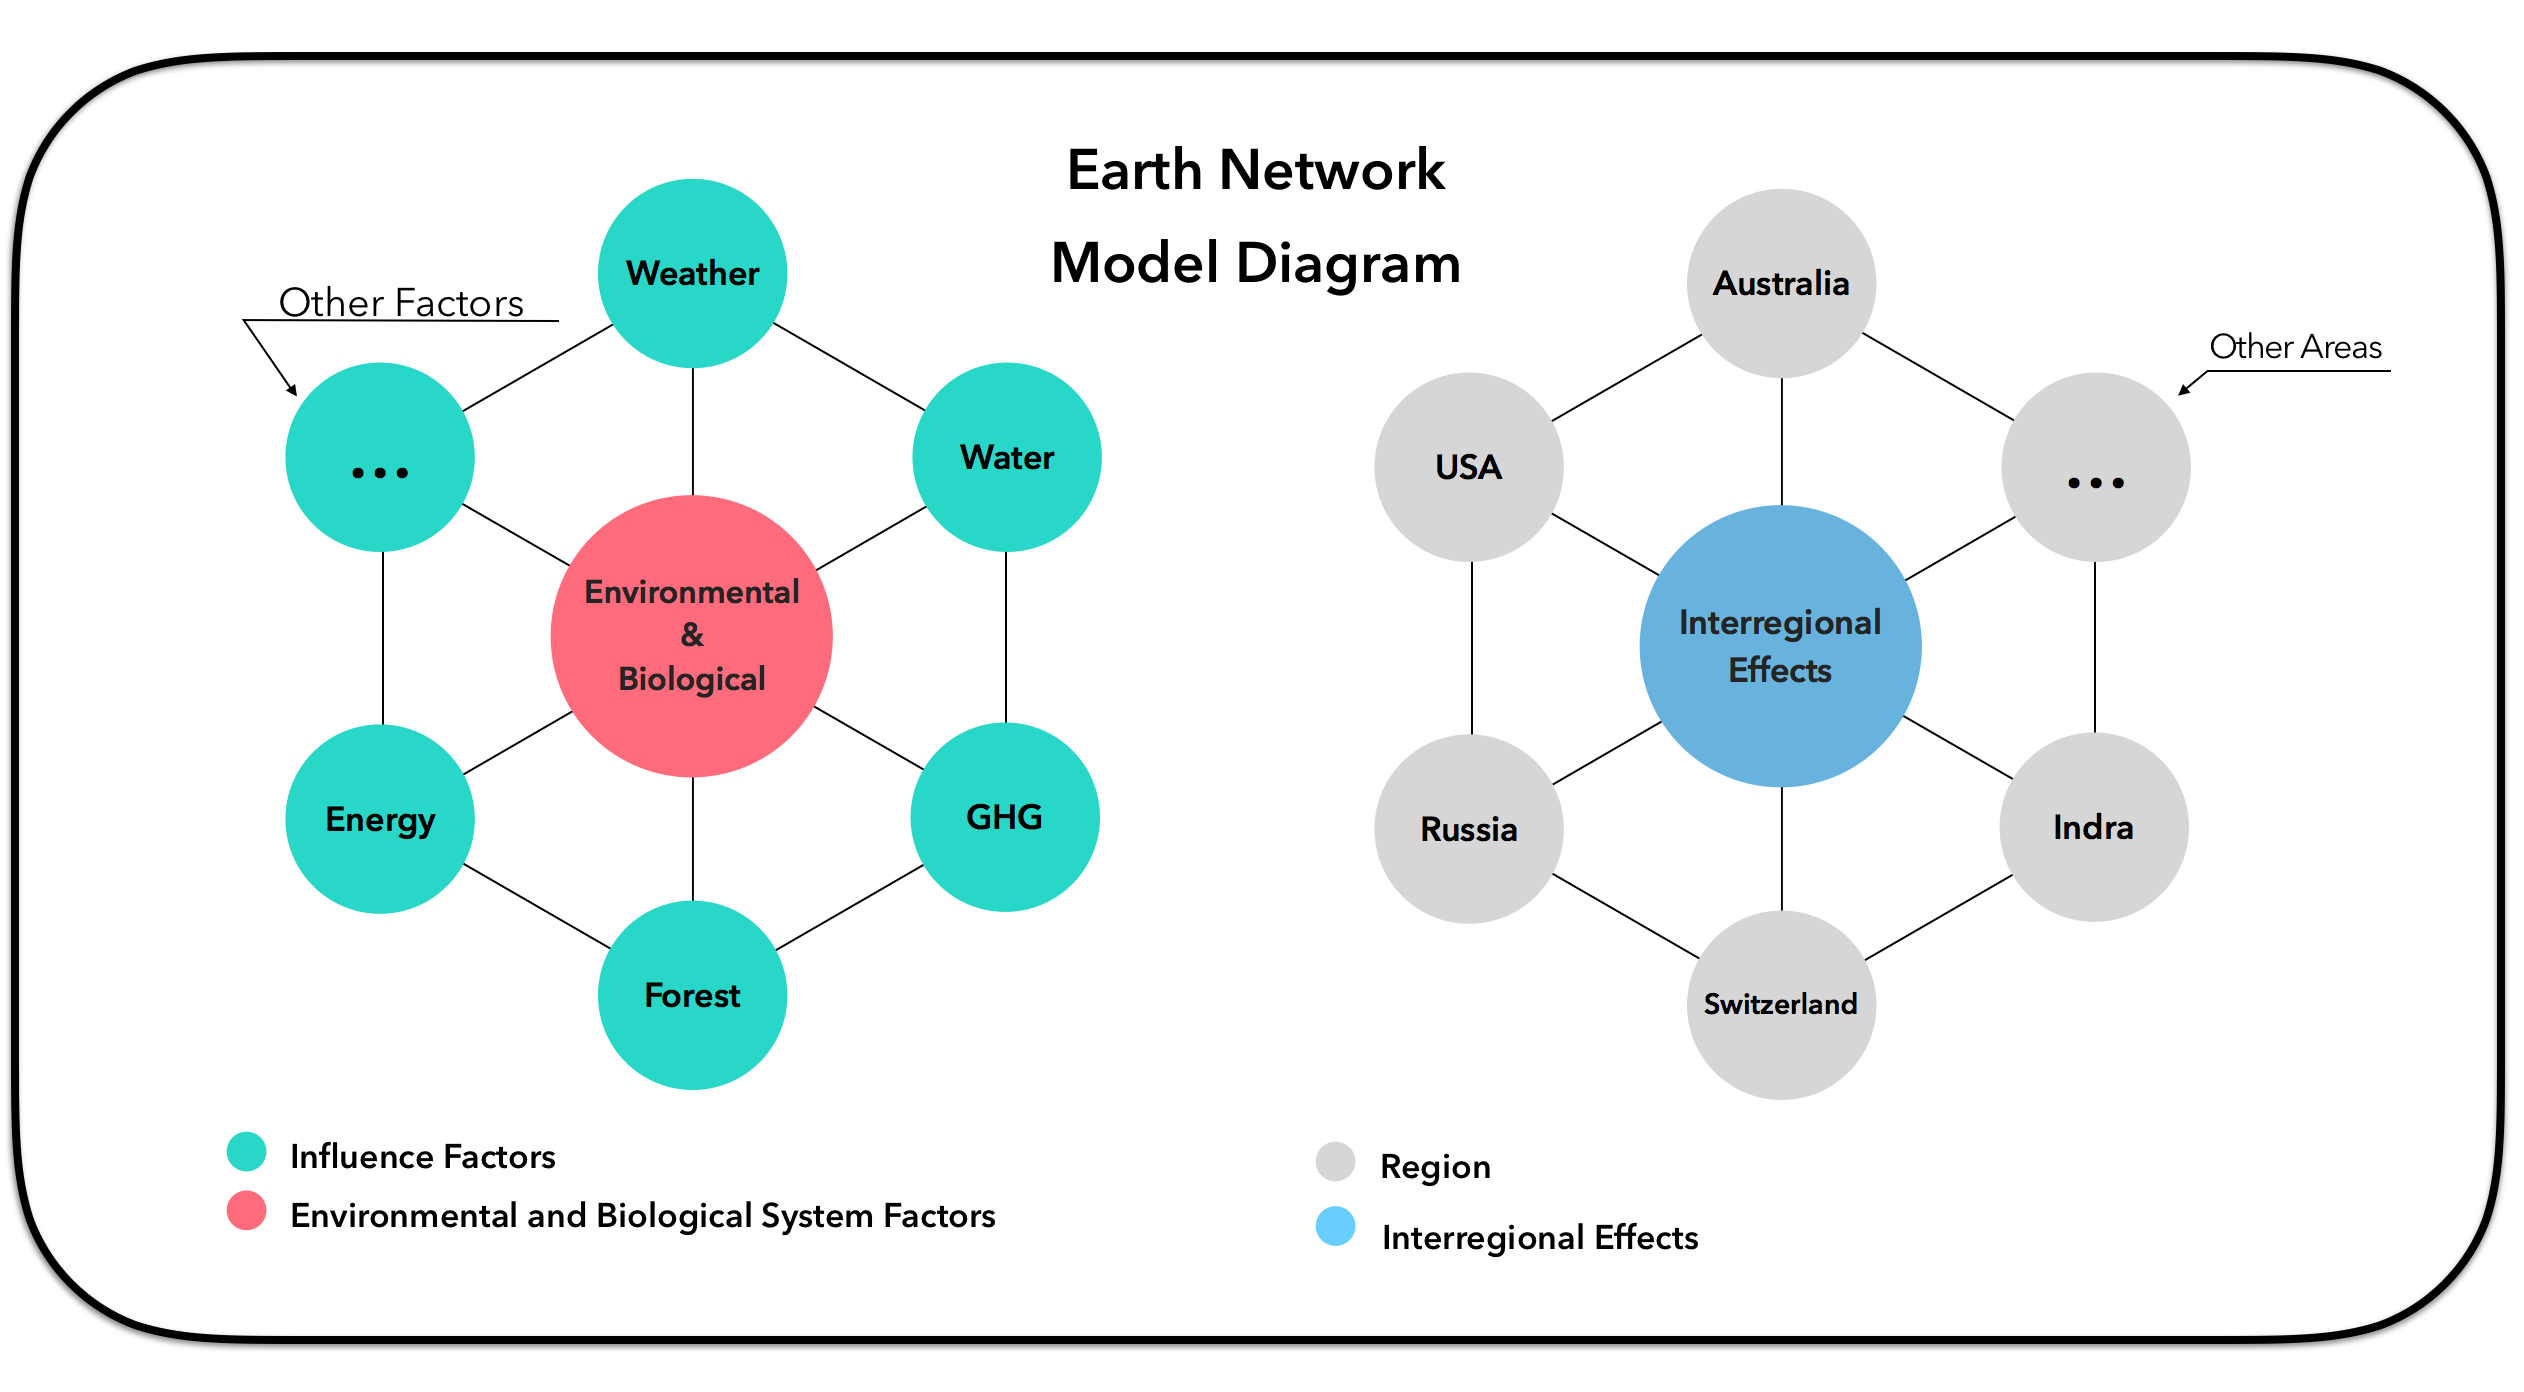 Earth Network
Model Diagram
Other Factors
Weather
...
Water
Environmental
&
Biological
Energy
GHG
Forest
Influence Factors
Environmental and Biological System Factors
Australia
Other Areas
USA
...
Interregional
Effects
Russia
Indra
Switzerland
Region
Interregional Effects